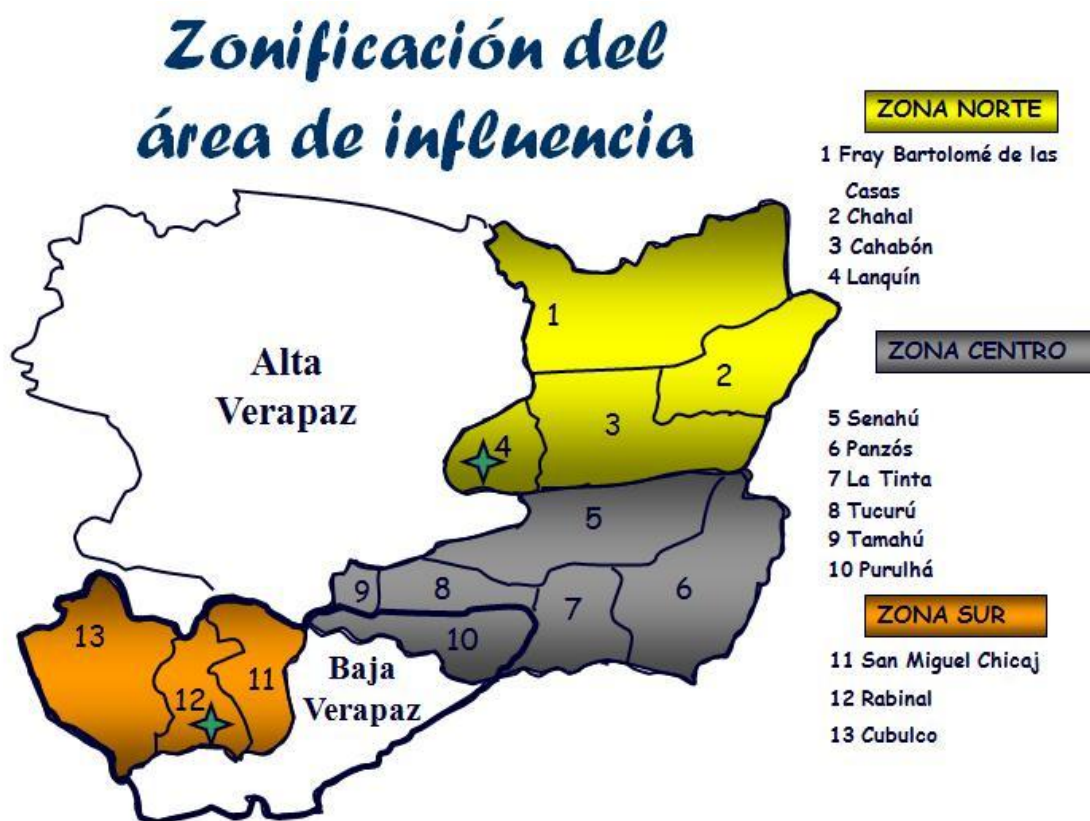 Zonificación del
área de influencia
ZONA NORTE
1 Fray Bartolomé de las
Casas
2 Chahal
3 Cahabón
4 Lanquín
ZONA CENTRO
5 Senahú
6 Panzós
7 La Tinta
8 Tucurú
9 Tamahú
10 Purulhá
ZONA SUR
11 San Miguel Chicaj
12 Rabinal
13 Cubulco
Alta
Verapaz
Baja
Verapaz
1
2
3
4
5
6
7
8
9
10
11
12
13